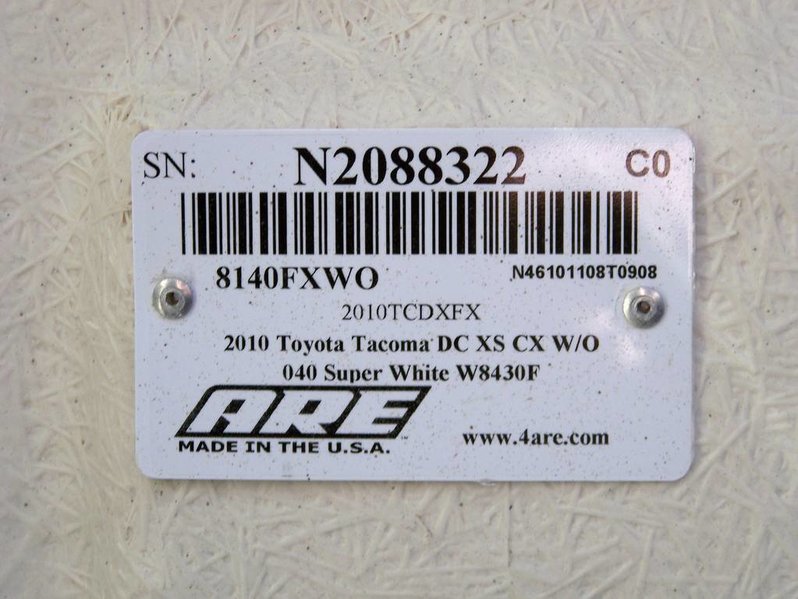 SN: N2088322 C0
8140FXWO N46101108T0908
2010TCDXFX
2010 Toyota Tacoma DC XS CX W/O
040 Super White W8430F
ARE
MADE IN THE U.S.A. www.4are.com